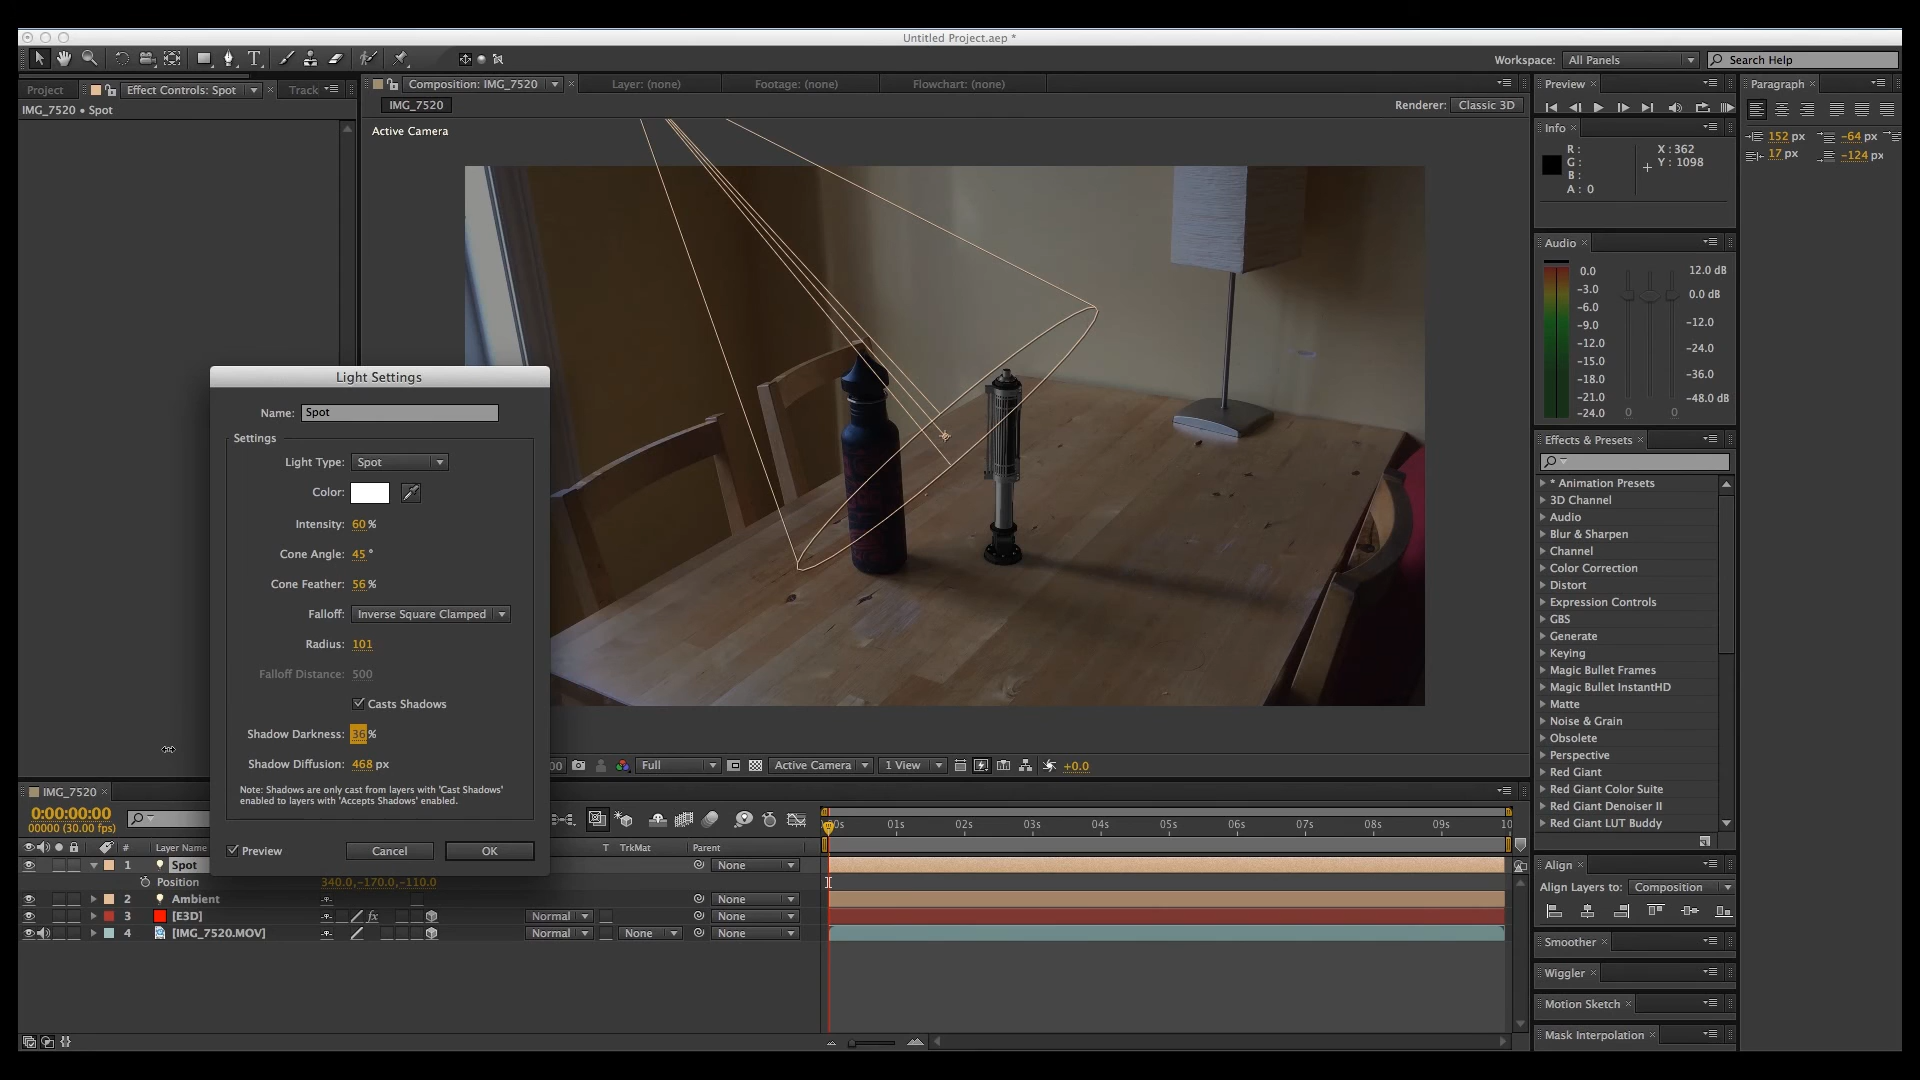 Untitled Project.aep *
Workspace: All Panels
Search Help
Project
Effect Controls: Spot
Track
Composition: IMG_7520
Layer: (none)
Footage: (none)
Flowchart: (none)
IMG_7520 • Spot
IMG_7520
Renderer: Classic 3D
Active Camera
Preview
Paragraph
152 px
-64 px
17 px
-124 px
Info
R :
G :
B :
A : 0
X : 362
Y : 1098
Audio
0.0
-3.0
-6.0
-9.0
-12.0
-15.0
-18.0
-21.0
-24.0
12.0 dB
0.0 dB
-12.0
-24.0
-36.0
-48.0 dB
0
0
Effects & Presets
* Animation Presets
3D Channel
Audio
Blur & Sharpen
Channel
Color Correction
Distort
Expression Controls
GBS
Generate
Keying
Magic Bullet Frames
Magic Bullet InstantHD
Matte
Noise & Grain
Obsolete
Perspective
Red Giant
Red Giant Color Suite
Red Giant Denoiser II
Red Giant LUT Buddy
Align
Align Layers to: Composition
Smoother
Wiggler
Motion Sketch
Mask Interpolation
Light Settings
Name: Spot
Settings
Light Type: Spot
Color:
Intensity: 60 %
Cone Angle: 45 °
Cone Feather: 56 %
Falloff: Inverse Square Clamped
Radius: 101
Falloff Distance: 500
Casts Shadows
Shadow Darkness: 36 %
Shadow Diffusion: 468 px
Note: Shadows are only cast from layers with 'Cast Shadows'
enabled to layers with 'Accepts Shadows' enabled.
Preview
Cancel
OK
Full
Active Camera
1 View
+0.0
IMG_7520
0:00:00:00
00000 (30.00 fps)
# Layer Name
T TrkMat
Parent
01s 02s 03s 04s 05s 06s 07s 08s 09s 10
1 Spot
None
Position
340.0,-170.0,-110.0
2 Ambient
None
3 [E3D]
fx
Normal
None
4 [IMG_7520.MOV]
Normal
None
None